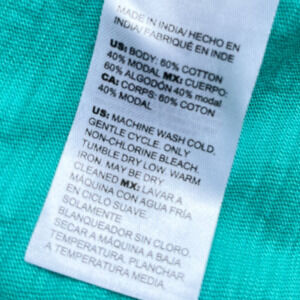 MADE IN INDIA/ HECHO EN
INDIA/ FABRIQUÉ EN INDE
US: BODY: 60% COTTON
40% MODAL MX: CUERPO:
60% ALGODÓN 40% modal
CA: CORPS: 60% COTON
40% MODAL
US: MACHINE WASH COLD,
GENTLE CYCLE. ONLY
NON-CHLORINE BLEACH.
TUMBLE DRY LOW. WARM
IRON. MAY BE DRY
CLEANED MX: LAVAR A
MÁQUINA CON AGUA FRÍA
EN CICLO SUAVE.
SOLAMENTE
BLANQUEADOR SIN CLORO.
SECAR A MÁQUINA A BAJA
TEMPERATURA. PLANCHAR
A TEMPERATURA MEDIA.